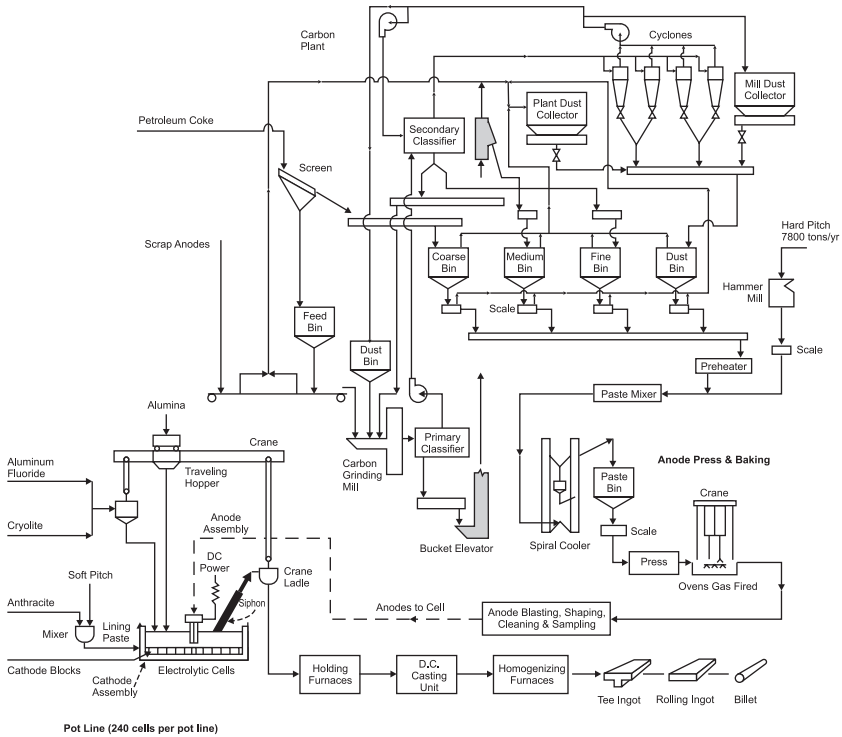 Carbon
Plant
Cyclones
Mill Dust
Collector
Plant Dust
Collector
Petroleum Coke
Secondary
Classifier
Screen
Scrap Anodes
Hard Pitch
7800 tons/yr
Coarse
Bin
Medium
Bin
Fine
Bin
Dust
Bin
Hammer
Mill
Feed
Bin
Scale
Dust
Bin
Scale
Preheater
Paste Mixer
Alumina
Crane
Aluminum
Fluoride
Traveling
Hopper
Carbon
Grinding
Mill
Primary
Classifier
Anode Press & Baking
Paste
Bin
Crane
Cryolite
Anode
Assembly
Bucket Elevator
Spiral Cooler
Scale
Press
Ovens Gas Fired
DC
Power
Crane
Ladle
Soft Pitch
Siphon
Anthracite
Lining
Paste
Mixer
Anodes to Cell
Anode Blasting, Shaping,
Cleaning & Sampling
Cathode Blocks
Electrolytic Cells
Cathode
Assembly
Holding
Furnaces
D.C.
Casting
Unit
Homogenizing
Furnaces
Tee Ingot
Rolling Ingot
Billet
Pot Line (240 cells per pot line)